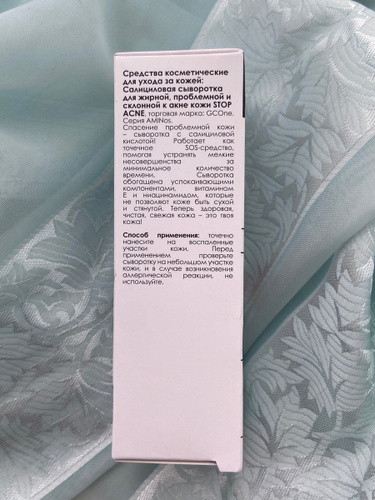 Средства косметические
для ухода за кожей:
Салициловая сыворотка
для жирной, проблемной и
склонной к акне кожи STOP
ACNE, торговая марка: GCOne.
Серия AMINOs.
Спасение проблемной кожи
– сыворотка с салициловой
кислотой! Работает как
точечное SOS-средство,
помогая устранять мелкие
несовершенства за
минимальное количество
времени. Сыворотка
обогащена успокаивающими
компонентами, витамином
Е и ниацинамидом, которые
не позволят коже быть сухой
и стянутой. Теперь здоровая,
чистая, свежая кожа – это твоя
кожа!
Способ применения: точечно
нанесите на воспаленные
участки кожи. Перед
применением проверьте
сыворотку на небольшом участке
кожи, и в случае возникновения
аллергической реакции, не
используйте.